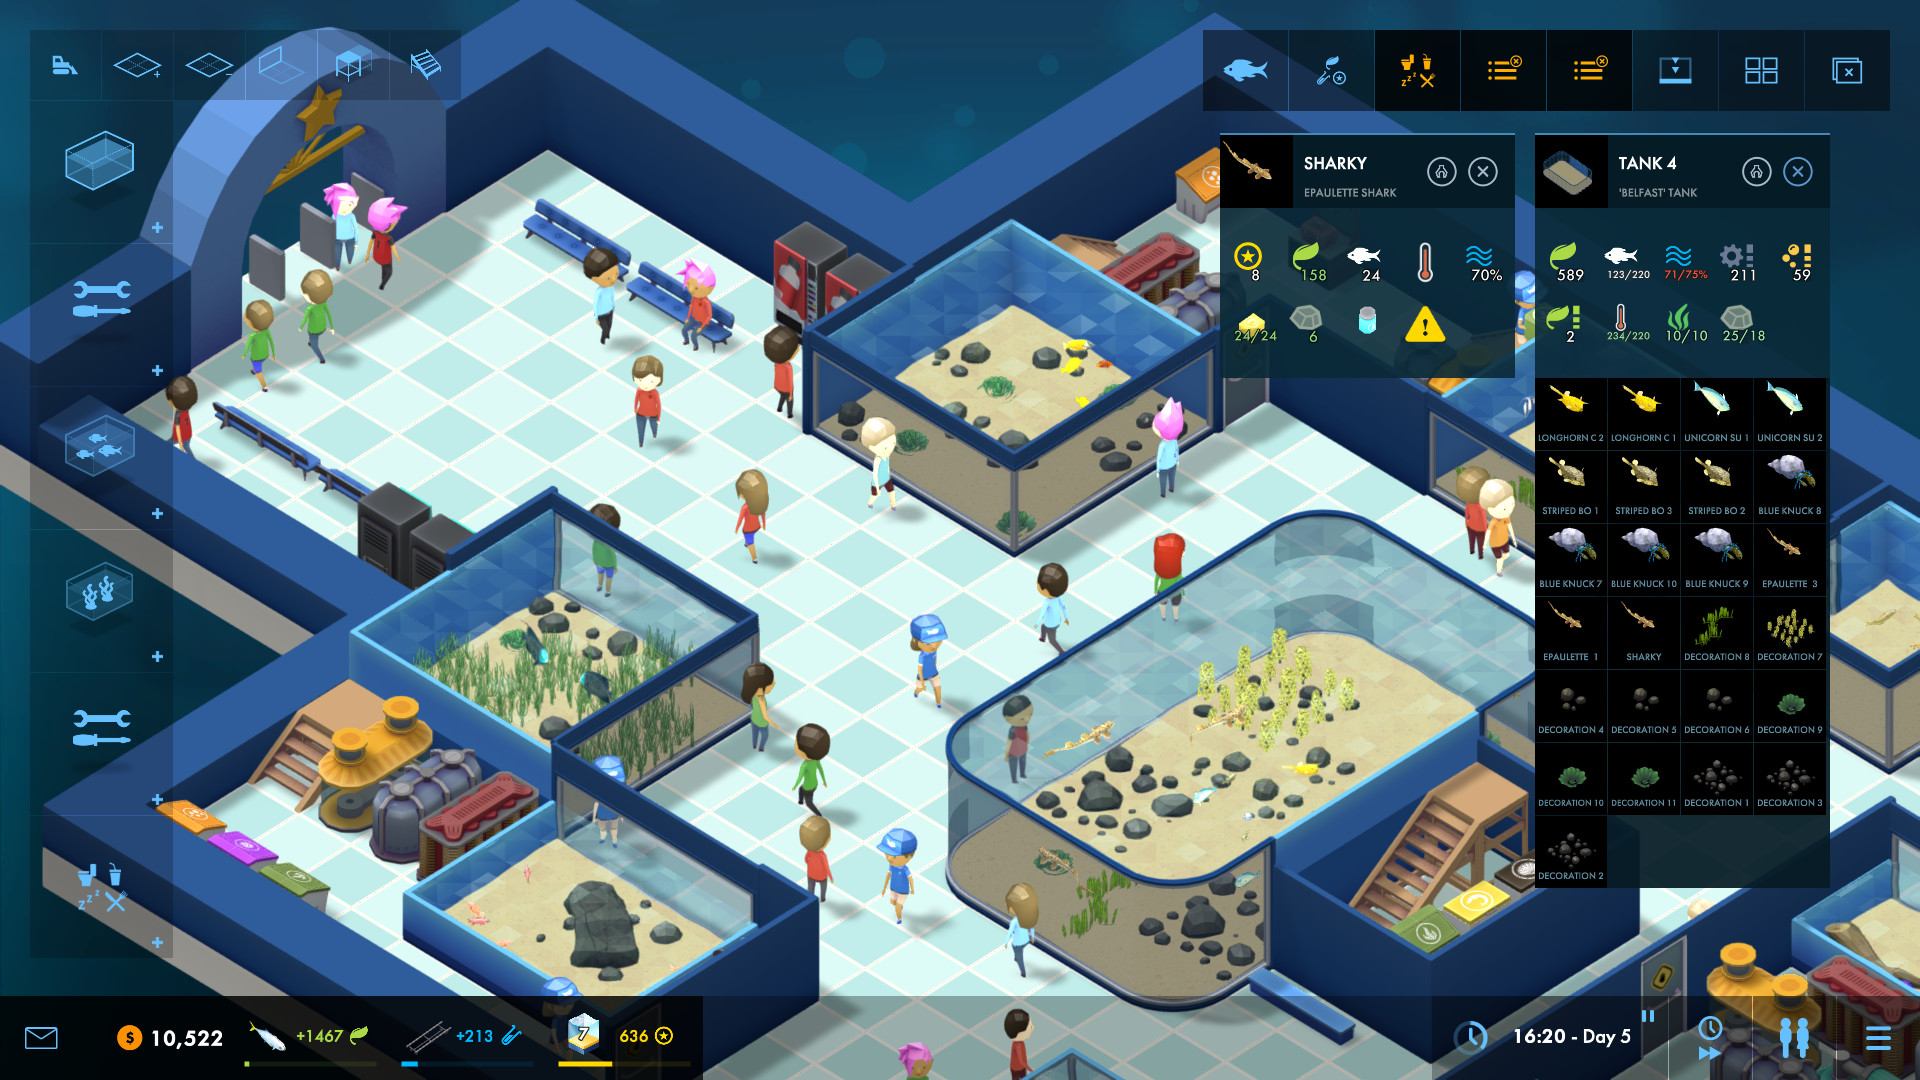 SHARKY
EPAULETTE SHARK
8
158
24
70%
24/24
6
TANK 4
'BELFAST' TANK
589
123/220
71/75%
211
59
2
234/220
10/10
25/18
LONGHORN C 2
LONGHORN C 1
UNICORN SU 1
UNICORN SU 2
STRIPED BO 1
STRIPED BO 3
STRIPED BO 2
BLUE KNUCK 8
BLUE KNUCK 7
BLUE KNUCK 10
BLUE KNUCK 9
EPAULETTE 3
EPAULETTE 1
SHARKY
DECORATION 8
DECORATION 7
DECORATION 4
DECORATION 5
DECORATION 6
DECORATION 9
DECORATION 10
DECORATION 11
DECORATION 1
DECORATION 3
DECORATION 2
10,522
+1467
+213
7
636
16:20 - Day 5